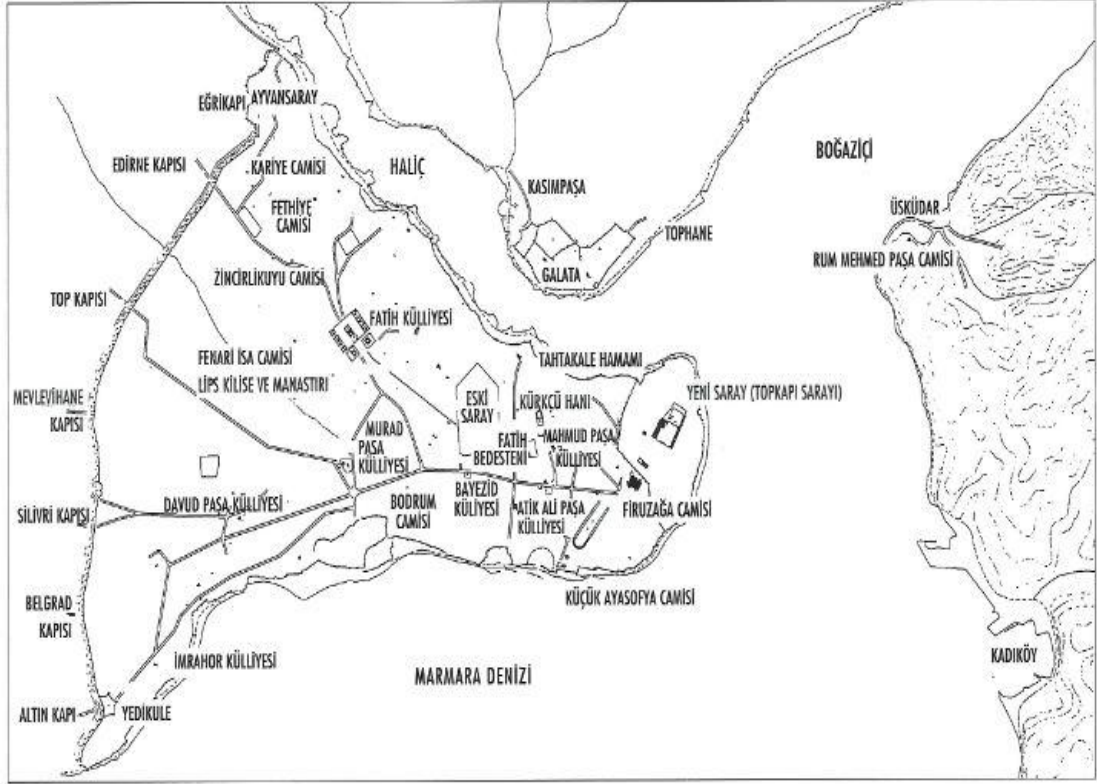 EĞRİKAPI
AYVANSARAY
BOĞAZİÇİ
EDİRNE KAPISI
KARİYE CAMİSİ
HALİÇ
KASIMPAŞA
FETHİYE
CAMİSİ
ÜSKÜDAR
TOPHANE
RUM MEHMED PAŞA CAMİSİ
ZİNCİRLİKUYU CAMİSİ
GALATA
TOP KAPISI
FATİH KÜLLİYESİ
FENARİ İSA CAMİSİ
LİPS KİLİSE VE MANASTIRI
TAHTAKALE HAMAMI
YENİ SARAY (TOPKAPI SARAYI)
MEVLEVİHANE
KAPISI
ESKİ
SARAY
KÜRKÇÜ HANI
MURAD
PAŞA
KÜLLİYESİ
FATİH
BEDESTENİ
MAHMUD PAŞA
KÜLLİYESİ
SİLİVRİ KAPISI
DAVUD PAŞA KÜLLİYESİ
BODRUM
CAMİSİ
BAYEZİD
KÜLİYESİ
ATİK ALİ PAŞA
KÜLLİYESİ
FİRUZAĞA CAMİSİ
KÜÇÜK AYASOFYA CAMİSİ
BELGRAD
KAPISI
İMRAHOR KÜLLİYESİ
MARMARA DENİZİ
KADIKÖY
ALTIN KAPI
YEDİKULE